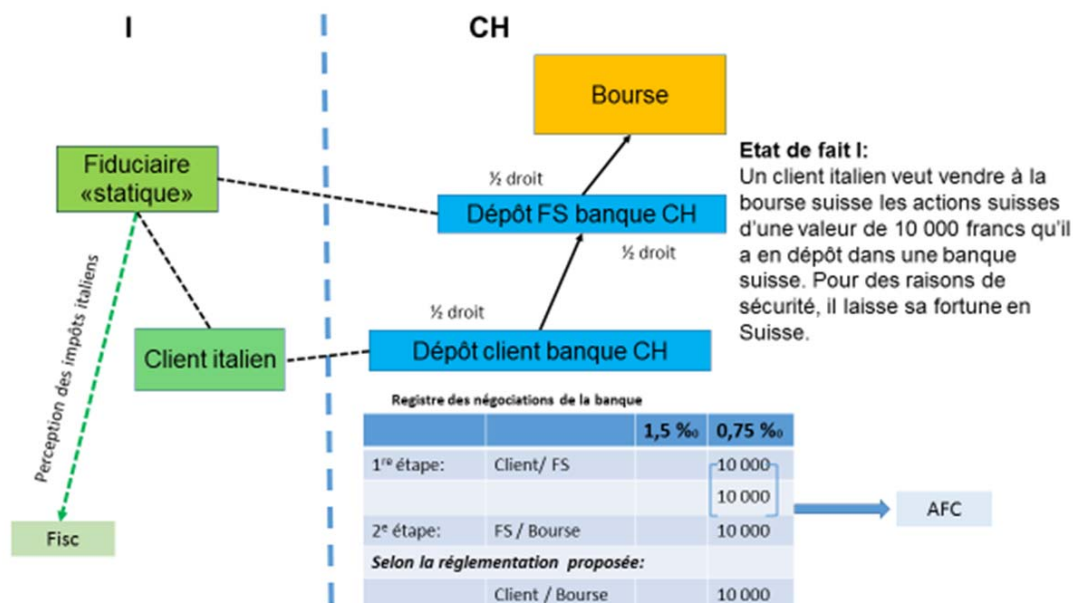 I
CH
Bourse
Fiduciaire
«statique»
½ droit
Dépôt FS banque CH
½ droit
Etat de fait I:
Un client italien veut vendre à la
bourse suisse les actions suisses
d'une valeur de 10 000 francs qu'il
a en dépôt dans une banque
suisse. Pour des raisons de
sécurité, il laisse sa fortune en
Suisse.
Perception des impôts italiens
½ droit
Client italien
Dépôt client banque CH
Registre des négociations de la banque
1,5 ‰ 0,75 ‰
1re étape: Client/ FS 10 000
10 000
2e étape: FS / Bourse 10 000
Selon la réglementation proposée:
Client / Bourse 10 000
AFC
Fisc